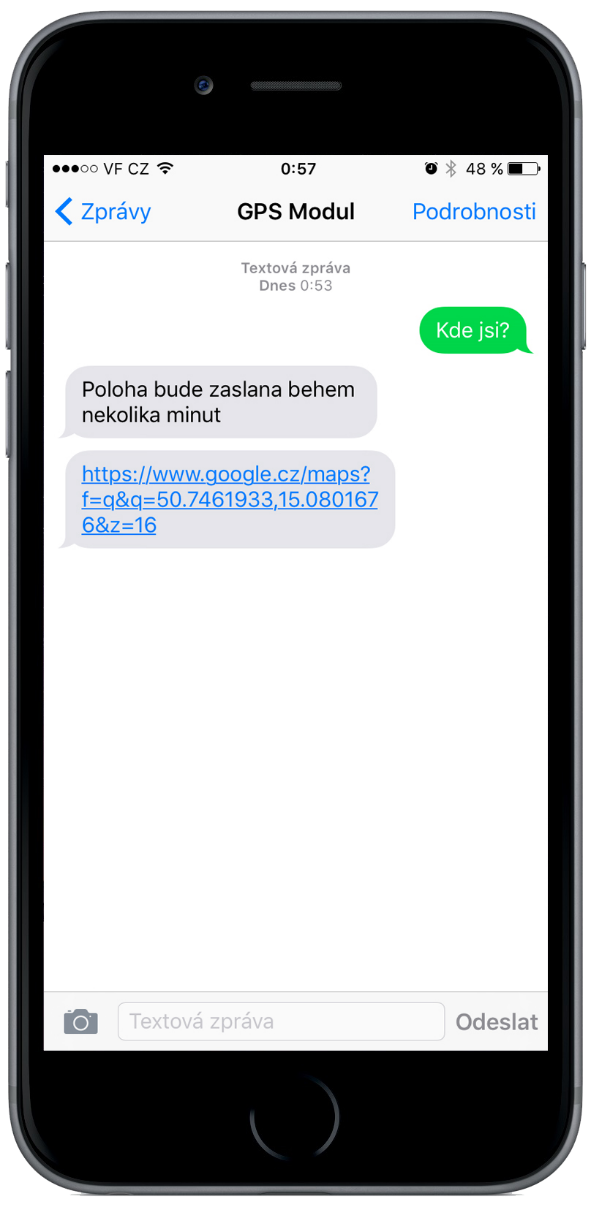 VF CZ 0:57 48 %
Zprávy GPS Modul Podrobnosti
Textová zpráva
Dnes 0:53
Kde jsi?
Poloha bude zaslana behem
nekolika minut
https://www.google.cz/maps?
f=q&q=50.7461933,15.080167
6&z=16
Textová zpráva Odeslat